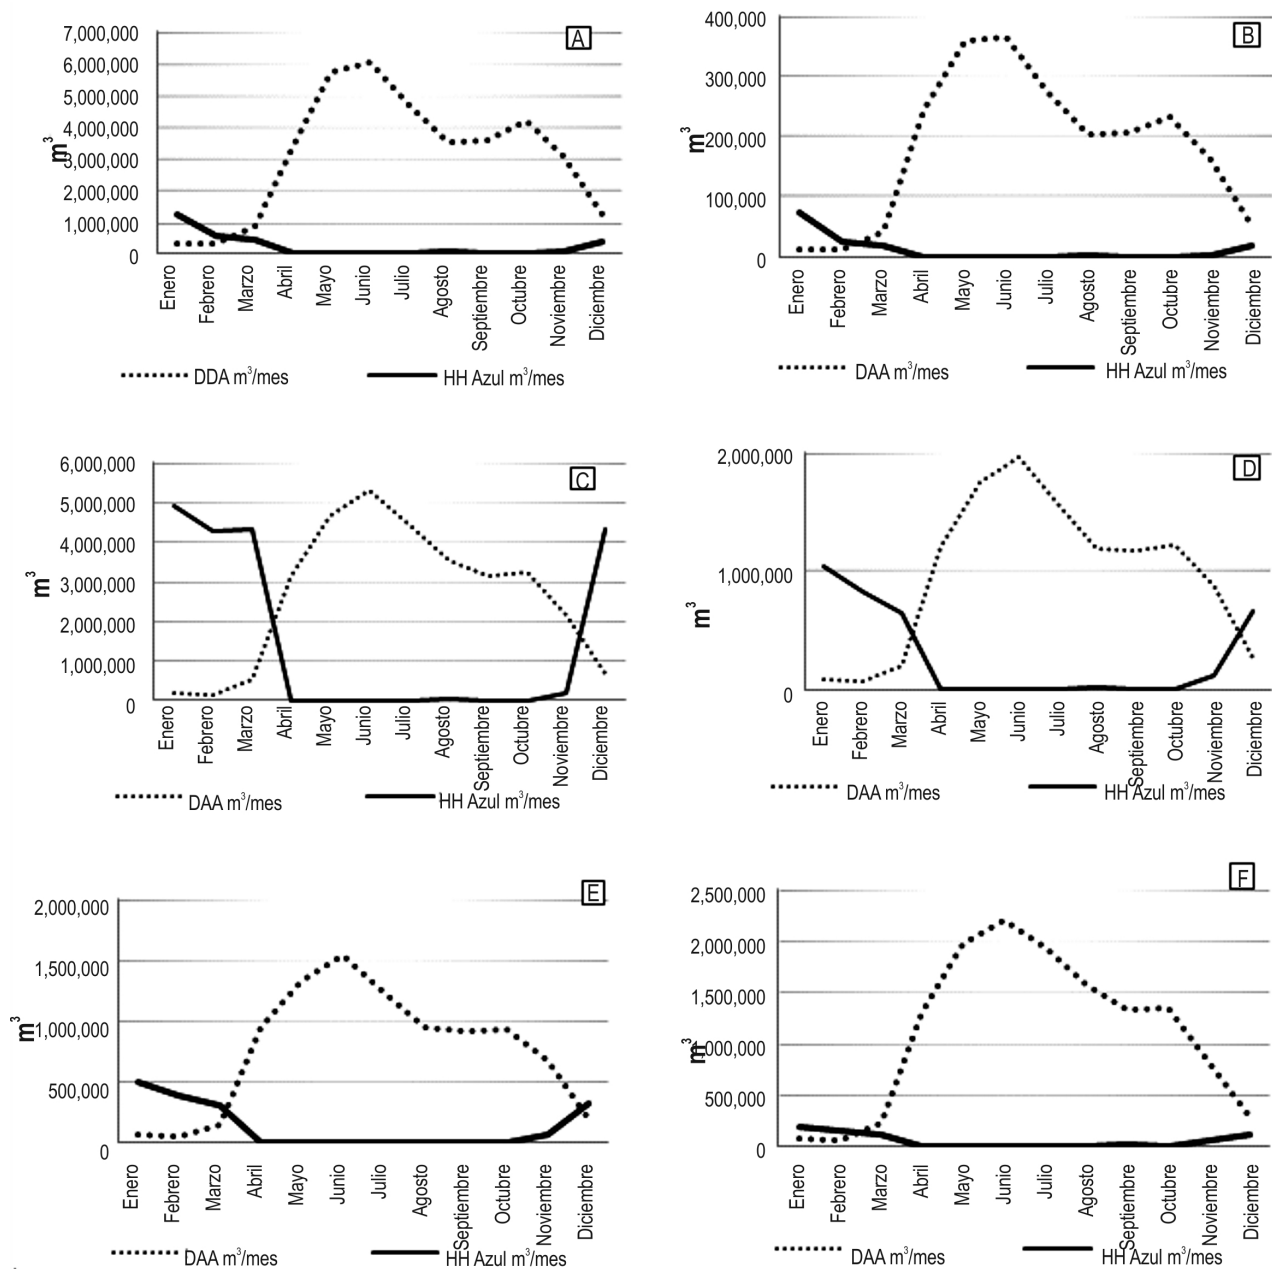 A
7,000,000
6,000,000
5,000,000
4,000,000
3,000,000
2,000,000
1,000,000
0
m³
Enero
Febrero
Marzo
Abril
Mayo
Junio
Julio
Agosto
Septiembre
Octubre
Noviembre
Diciembre
DDA m³/mes
HH Azul m³/mes
B
400,000
300,000
200,000
100,000
0
m³
Enero
Febrero
Marzo
Abril
Mayo
Junio
Julio
Agosto
Septiembre
Octubre
Noviembre
Diciembre
DAA m³/mes
HH Azul m³/mes
C
6,000,000
5,000,000
4,000,000
3,000,000
2,000,000
1,000,000
0
m³
Enero
Febrero
Marzo
Abril
Mayo
Junio
Julio
Agosto
Septiembre
Octubre
Noviembre
Diciembre
DAA m³/mes
HH Azul m³/mes
D
2,000,000
1,000,000
0
m³
Enero
Febrero
Marzo
Abril
Mayo
Junio
Julio
Agosto
Septiembre
Octubre
Noviembre
Diciembre
DAA m³/mes
HH Azul m³/mes
E
2,000,000
1,500,000
1,000,000
500,000
0
m³
Enero
Febrero
Marzo
Abril
Mayo
Junio
Julio
Agosto
Septiembre
Octubre
Noviembre
Diciembre
DAA m³/mes
HH Azul m³/mes
F
2,500,000
2,000,000
1,500,000
1,000,000
500,000
0
m³
Enero
Febrero
Marzo
Abril
Mayo
Junio
Julio
Agosto
Septiembre
Octubre
Noviembre
Diciembre
DAA m³/mes
HH Azul m³/mes